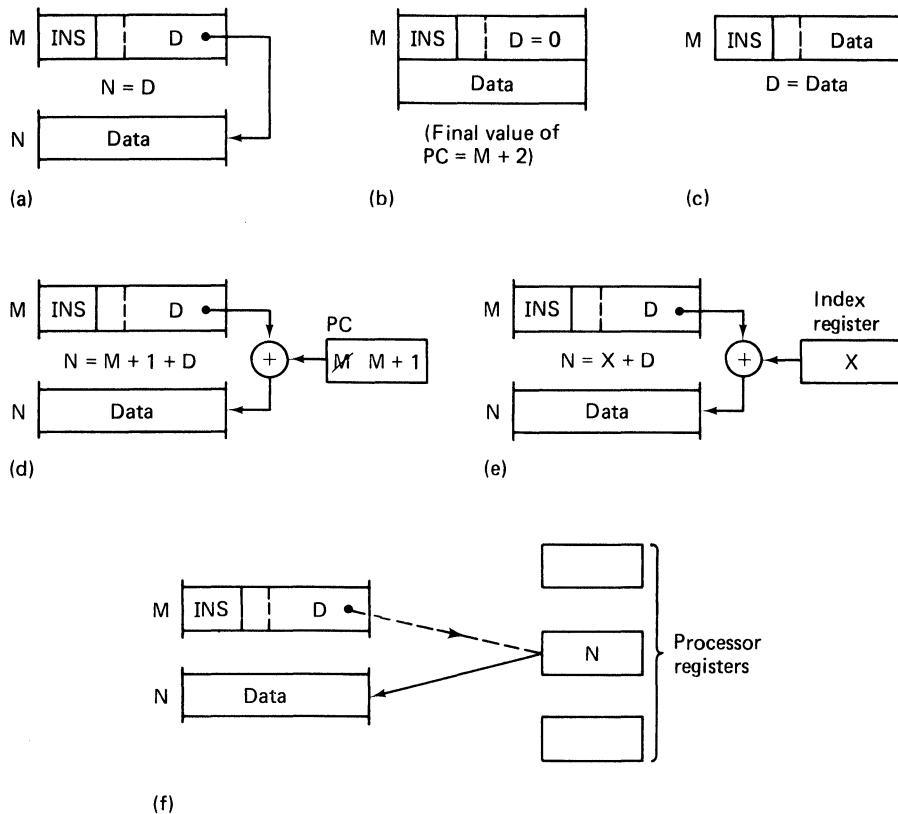 M INS D
N = D
N Data
(a)
M INS D = 0
Data
(Final value of
PC = M + 2)
(b)
M INS Data
D = Data
(c)
M INS D
PC
N = M + 1 + D + M M + 1
N Data
(d)
M INS D
Index
register
N = X + D + X
N Data
(e)
M INS D
N
Processor
registers
N Data
(f)